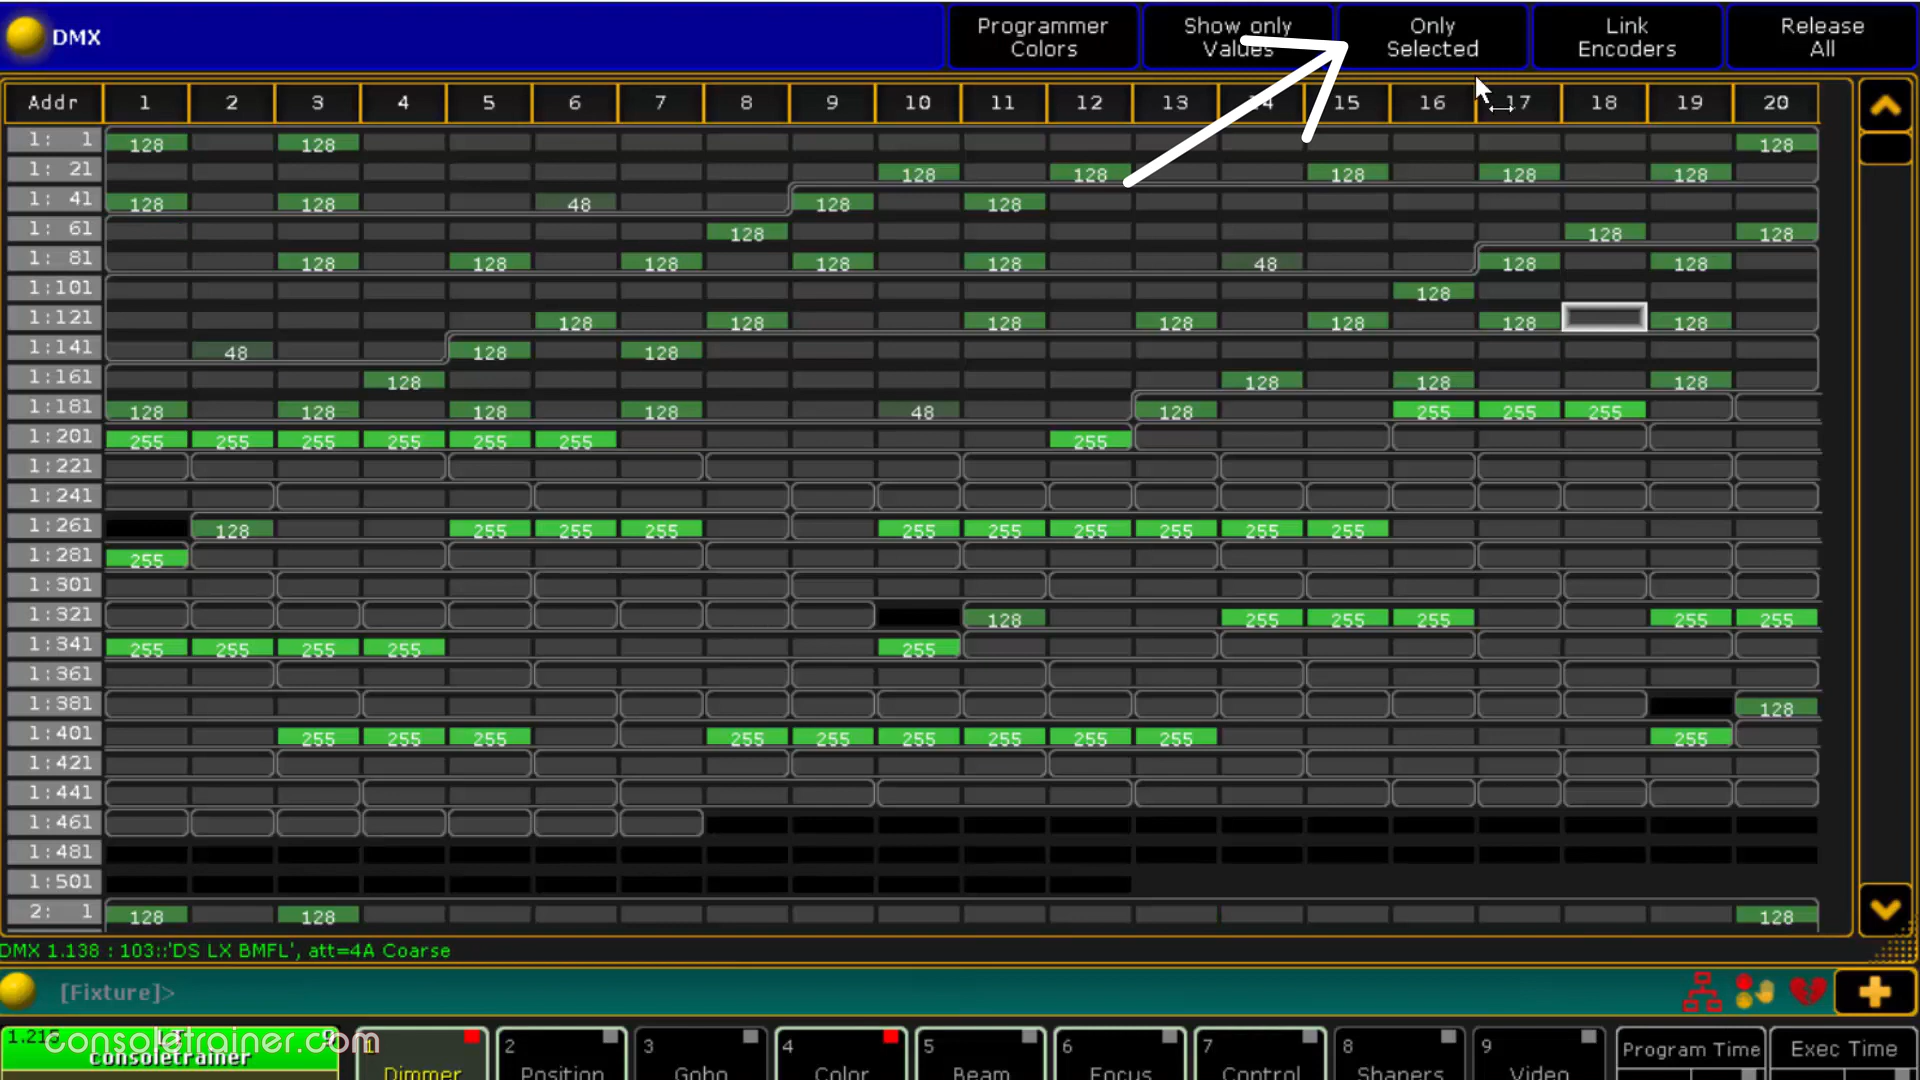 DMX
Programmer Colors
Show only Values
Only Selected
Link Encoders
Release All
Addr 1 2 3 4 5 6 7 8 9 10 11 12 13 14 15 16 17 18 19 20
1: 1 128 128 128
1: 21 128 128 128 128 128
1: 41 128 128 48 128 128
1: 61 128 128 128
1: 81 128 128 128 128 128 48 128 128
1:101 128
1:121 128 128 128 128 128 128 128
1:141 48 128 128
1:161 128 128 128 128
1:181 128 128 128 128 48 128 255 255 255
1:201 255 255 255 255 255 255 255
1:221
1:241
1:261 128 255 255 255 255 255 255 255 255 255
1:281 255
1:301
1:321 128 255 255 255 255 255
1:341 255 255 255 255 255
1:361
1:381 128
1:401 255 255 255 255 255 255 255 255 255 255
1:421
1:441
1:461
1:481
1:501
2: 1 128 128 128
DMX 1.138 : 103::'DS LX BMFL', att=4A Coarse
[Fixture]>
consoletrainer.com
consoletrainer
1 Dimmer
2 Position
3 Gobo
4 Color
5 Beam
6 Focus
7 Control
8 Shapers
9 Video
Program Time
Exec Time